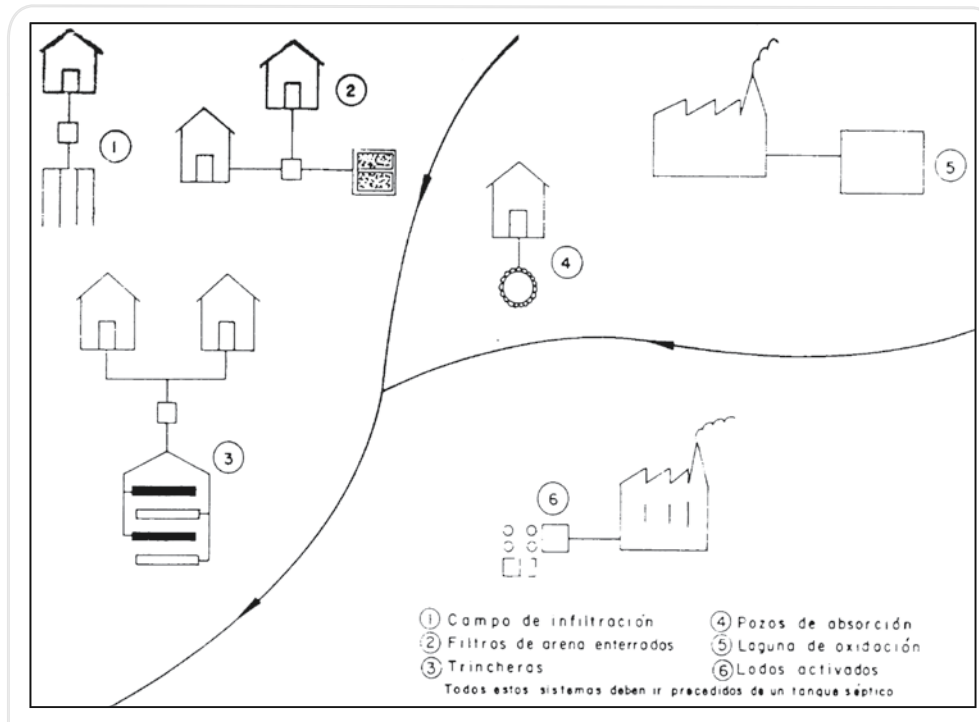 1
2
5
4
3
6
1 Campo de infiltración
2 Filtros de arena enterrados
3 Trincheras
4 Pozos de absorción
5 Laguna de oxidación
6 Lodos activados
Todos estos sistemas deben ir precedidos de un tanque séptico